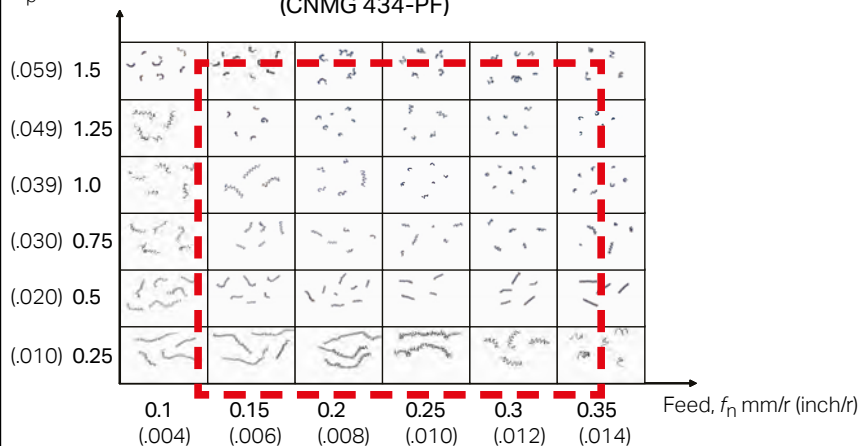 p
(CNMG 434-PF)
(.059) 1.5
(.049) 1.25
(.039) 1.0
(.030) 0.75
(.020) 0.5
(.010) 0.25
0.1 0.15 0.2 0.25 0.3 0.35
(.004) (.006) (.008) (.010) (.012) (.014)
Feed, fn mm/r (inch/r)